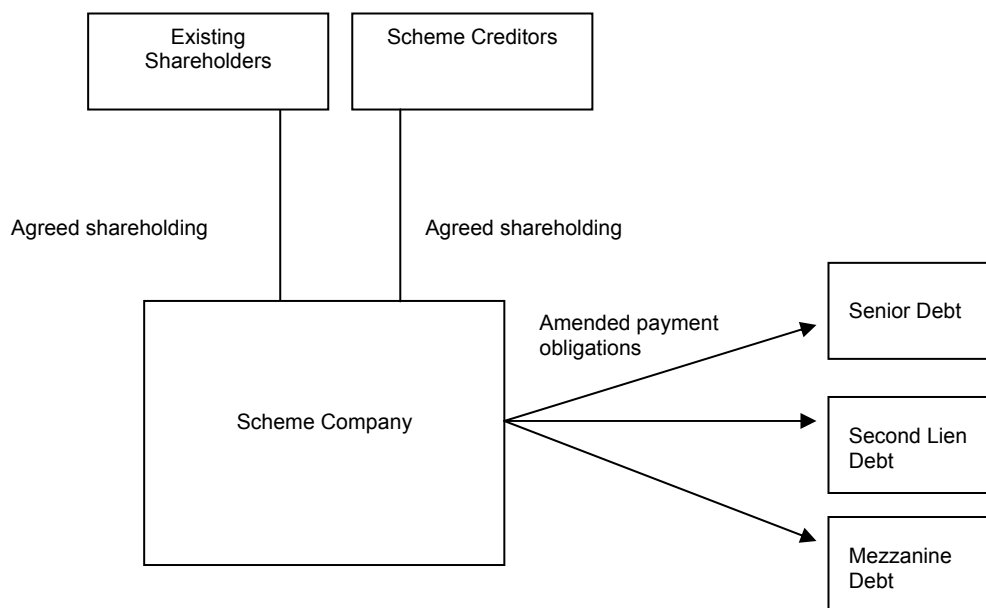 Existing
Shareholders
Scheme Creditors
Agreed shareholding
Agreed shareholding
Amended payment
obligations
Senior Debt
Scheme Company
Second Lien
Debt
Mezzanine
Debt